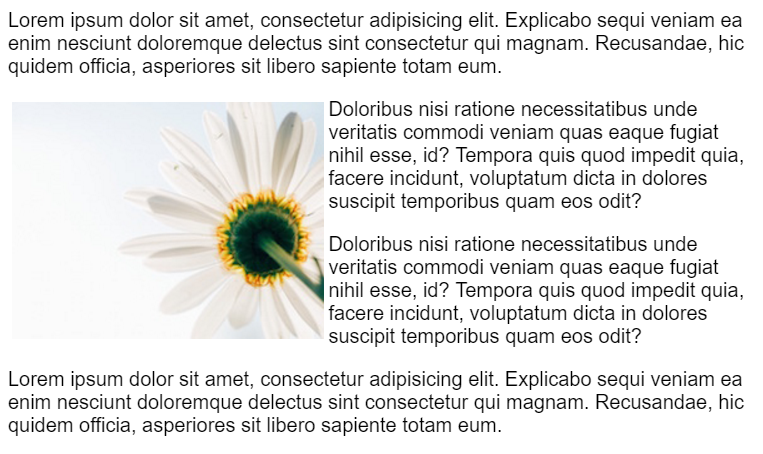 Lorem ipsum dolor sit amet, consectetur adipisicing elit. Explicabo sequi veniam ea
enim nesciunt doloremque delectus sint consectetur qui magnam. Recusandae, hic
quidem officia, asperiores sit libero sapiente totam eum.
Doloribus nisi ratione necessitatibus unde
veritatis commodi veniam quas eaque fugiat
nihil esse, id? Tempora quis quod impedit quia,
facere incidunt, voluptatum dicta in dolores
suscipit temporibus quam eos odit?
Doloribus nisi ratione necessitatibus unde
veritatis commodi veniam quas eaque fugiat
nihil esse, id? Tempora quis quod impedit quia,
facere incidunt, voluptatum dicta in dolores
suscipit temporibus quam eos odit?
Lorem ipsum dolor sit amet, consectetur adipisicing elit. Explicabo sequi veniam ea
enim nesciunt doloremque delectus sint consectetur qui magnam. Recusandae, hic
quidem officia, asperiores sit libero sapiente totam eum.